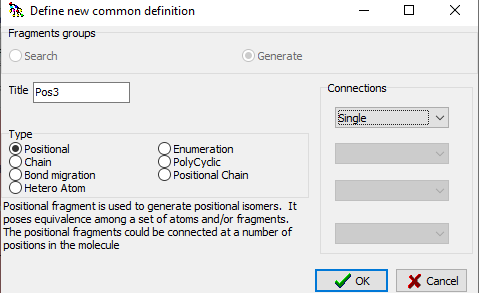 Define new common definition
Fragments groups
Search
Generate
Title
Pos3
Connections
Single
Type
Positional
Enumeration
Chain
PolyCyclic
Bond migration
Positional Chain
Hetero Atom
Positional fragment is used to generate positional isomers.  It
poses equivalence among a set of atoms and/or fragments.
The positional fragments could be connected at a number of
positions in the molecule
OK
Cancel